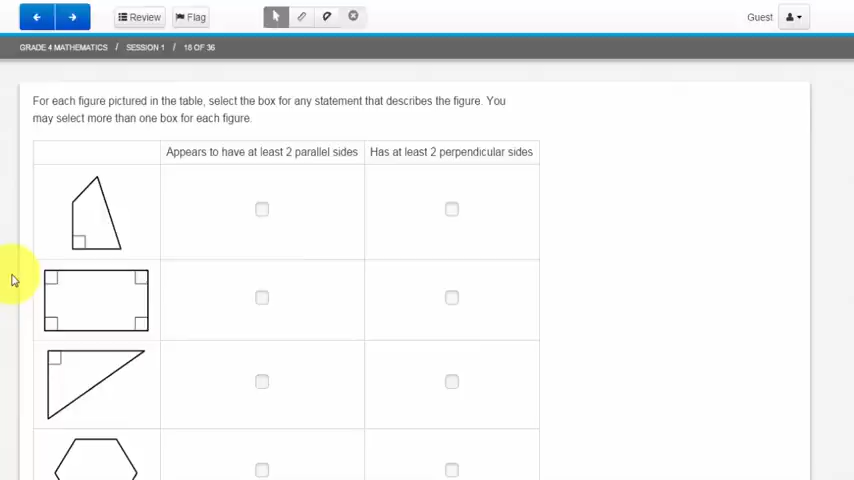 Review
Flag
Guest
GRADE 4 MATHEMATICS / SESSION 1 / 18 OF 36
For each figure pictured in the table, select the box for any statement that describes the figure. You
may select more than one box for each figure.
Appears to have at least 2 parallel sides
Has at least 2 perpendicular sides